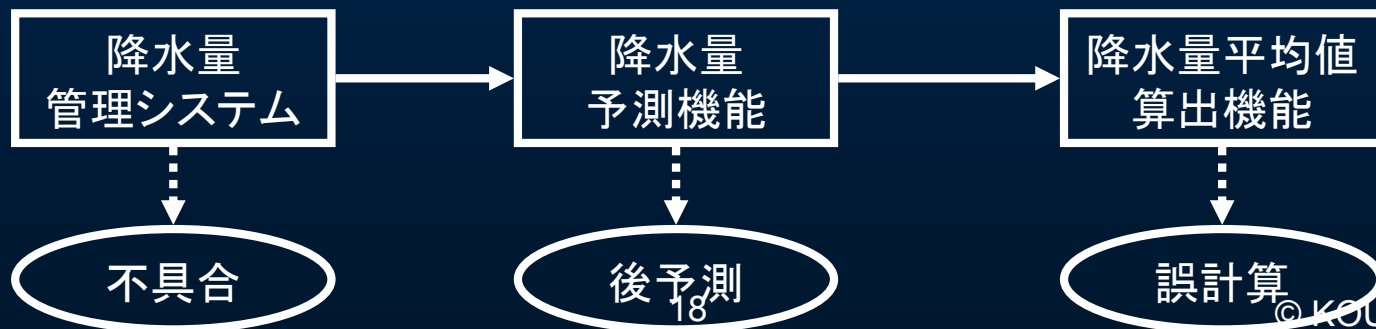 降水量
管理システム
降水量
予測機能
降水量平均値
算出機能
不具合
後予測
誤計算
18
© KOU